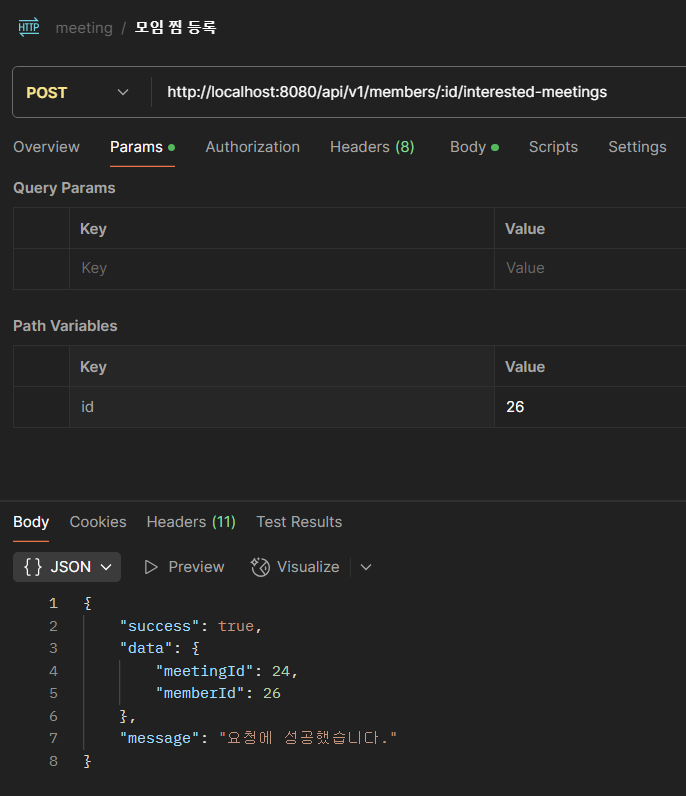 HTTP meeting / 모임 찜 등록
POST http://localhost:8080/api/v1/members/:id/interested-meetings
Overview Params Authorization Headers (8) Body Scripts Settings
Query Params
Key Value
Key Value
Path Variables
Key Value
id 26
Body Cookies Headers (11) Test Results
{} JSON Preview Visualize
1 {
2 "success": true,
3 "data": {
4 "meetingId": 24,
5 "memberId": 26
6 },
7 "message": "요청에 성공했습니다."
8 }